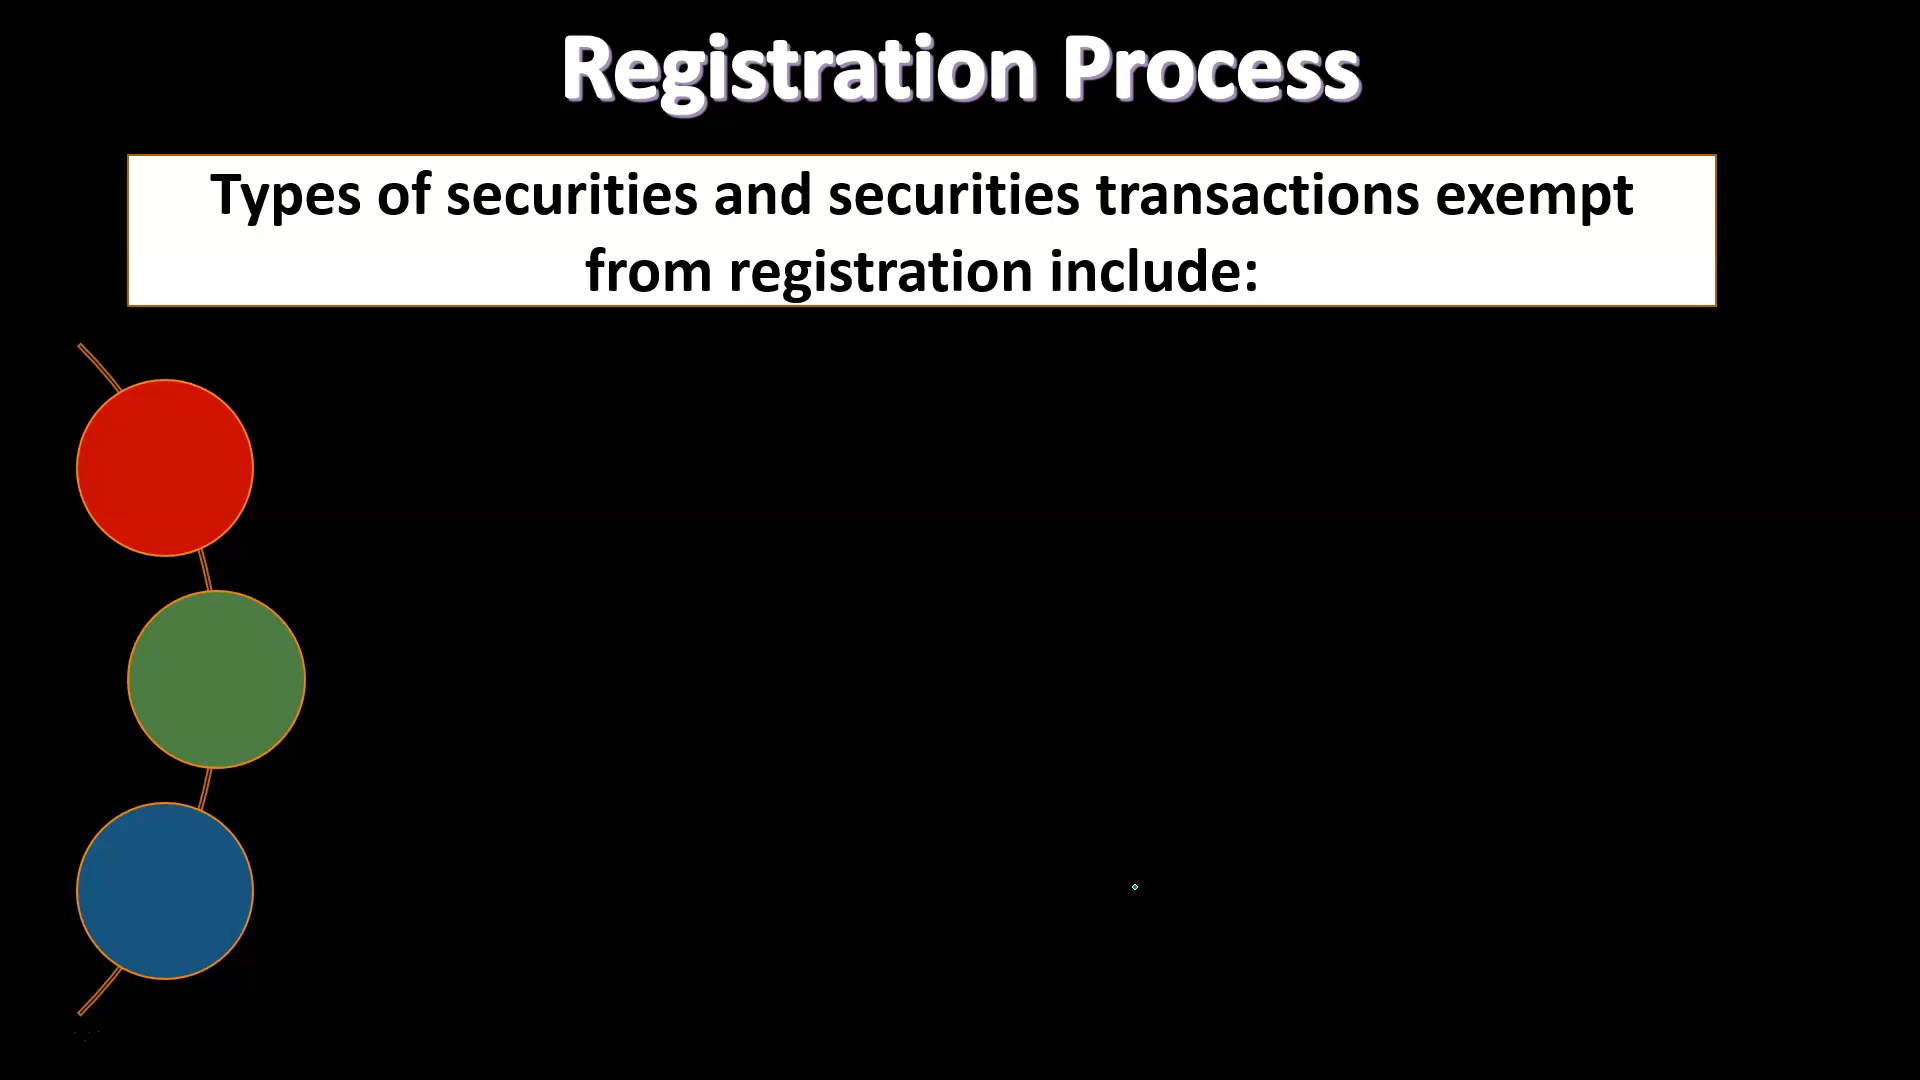 Registration Process
Types of securities and securities transactions exempt
from registration include: